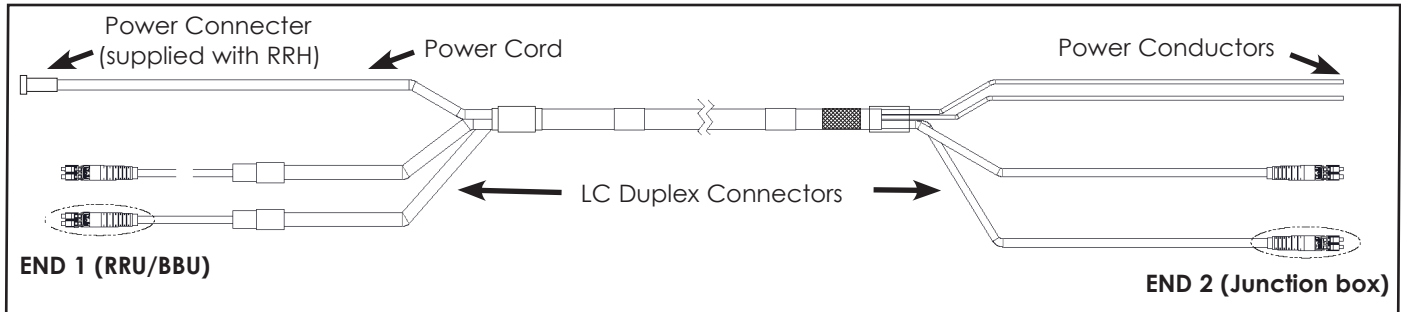 Power Connecter
(supplied with RRH)
Power Cord
Power Conductors
LC Duplex Connectors
END 1 (RRU/BBU)
END 2 (Junction box)